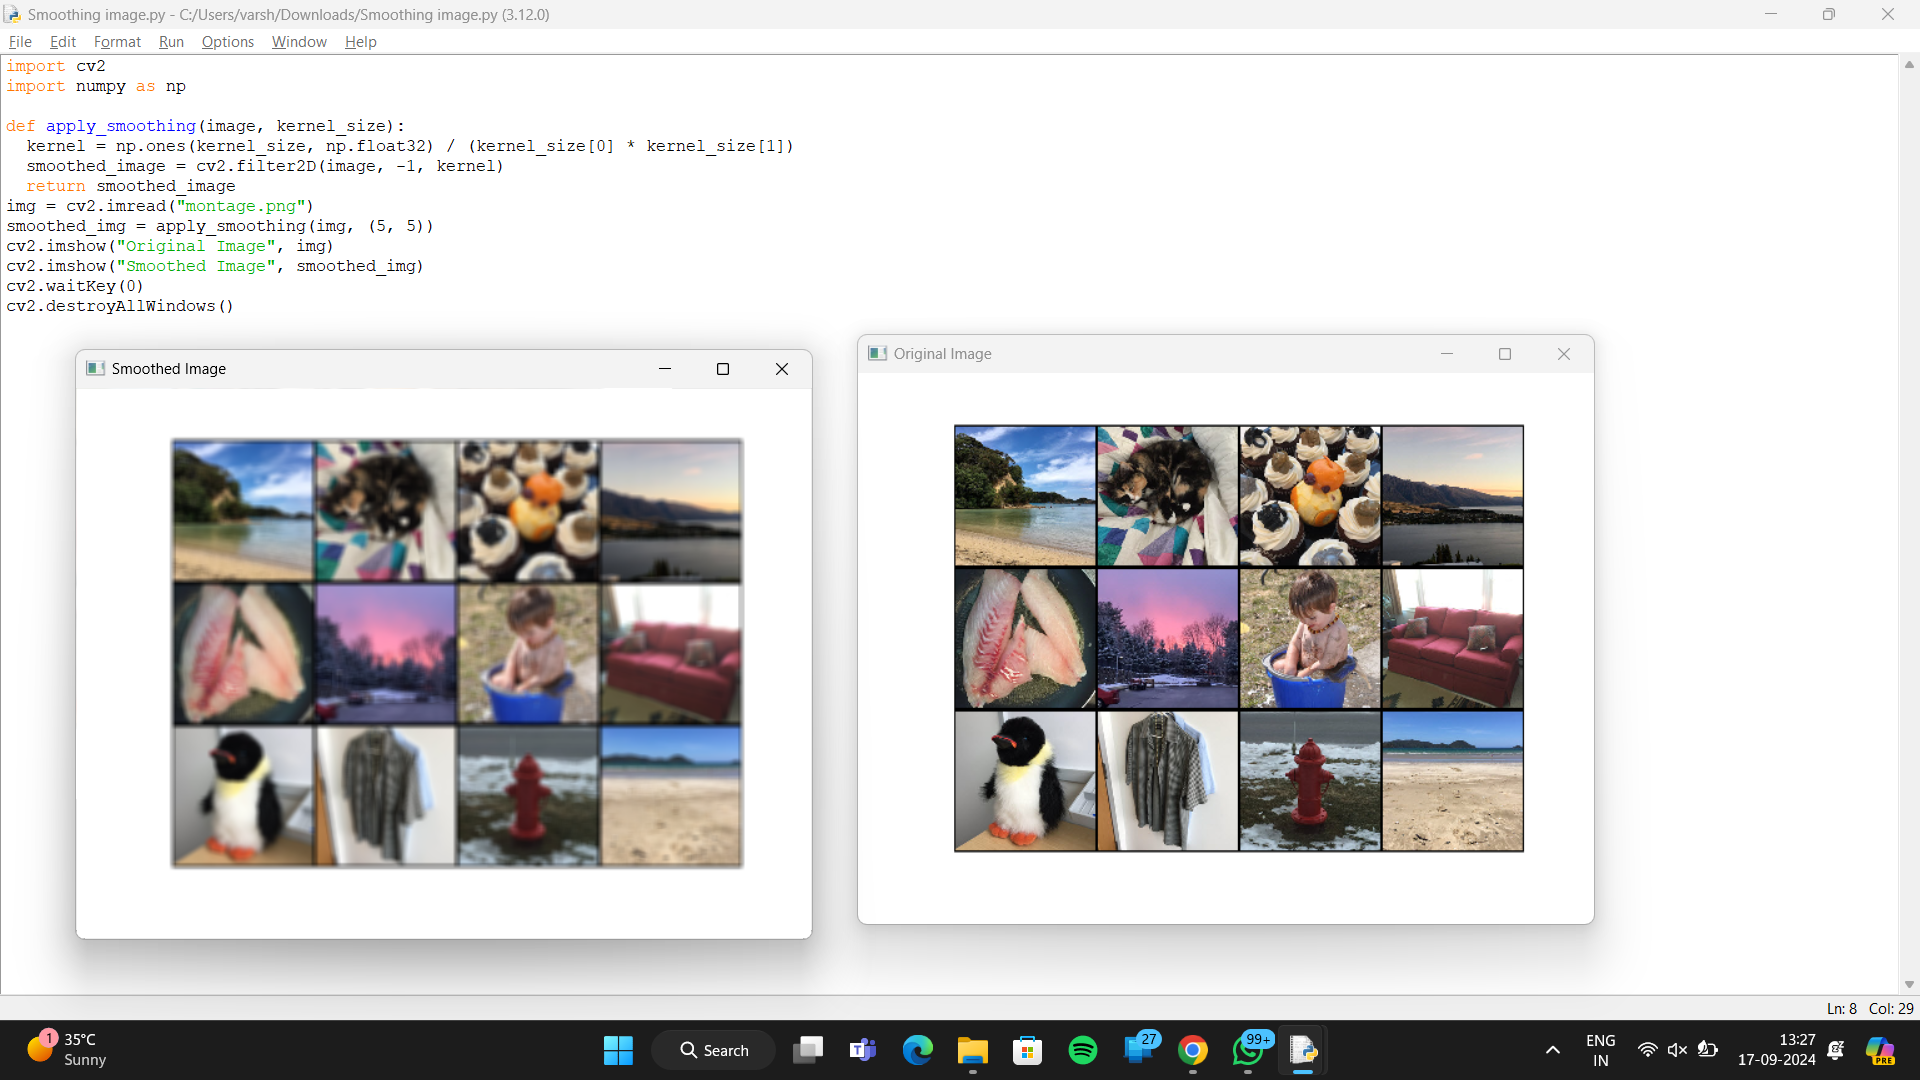 Smoothing image.py - C:/Users/varsh/Downloads/Smoothing image.py (3.12.0)
File Edit Format Run Options Window Help
import cv2
import numpy as np
def apply_smoothing(image, kernel_size):
  kernel = np.ones(kernel_size, np.float32) / (kernel_size[0] * kernel_size[1])
  smoothed_image = cv2.filter2D(image, -1, kernel)
  return smoothed_image
img = cv2.imread("montage.png")
smoothed_img = apply_smoothing(img, (5, 5))
cv2.imshow("Original Image", img)
cv2.imshow("Smoothed Image", smoothed_img)
cv2.waitKey(0)
cv2.destroyAllWindows()
Smoothed Image
Original Image
Ln: 8 Col: 29
1
35°C
Sunny
Search
27
99+
ENG
IN
13:27
17-09-2024
PRE